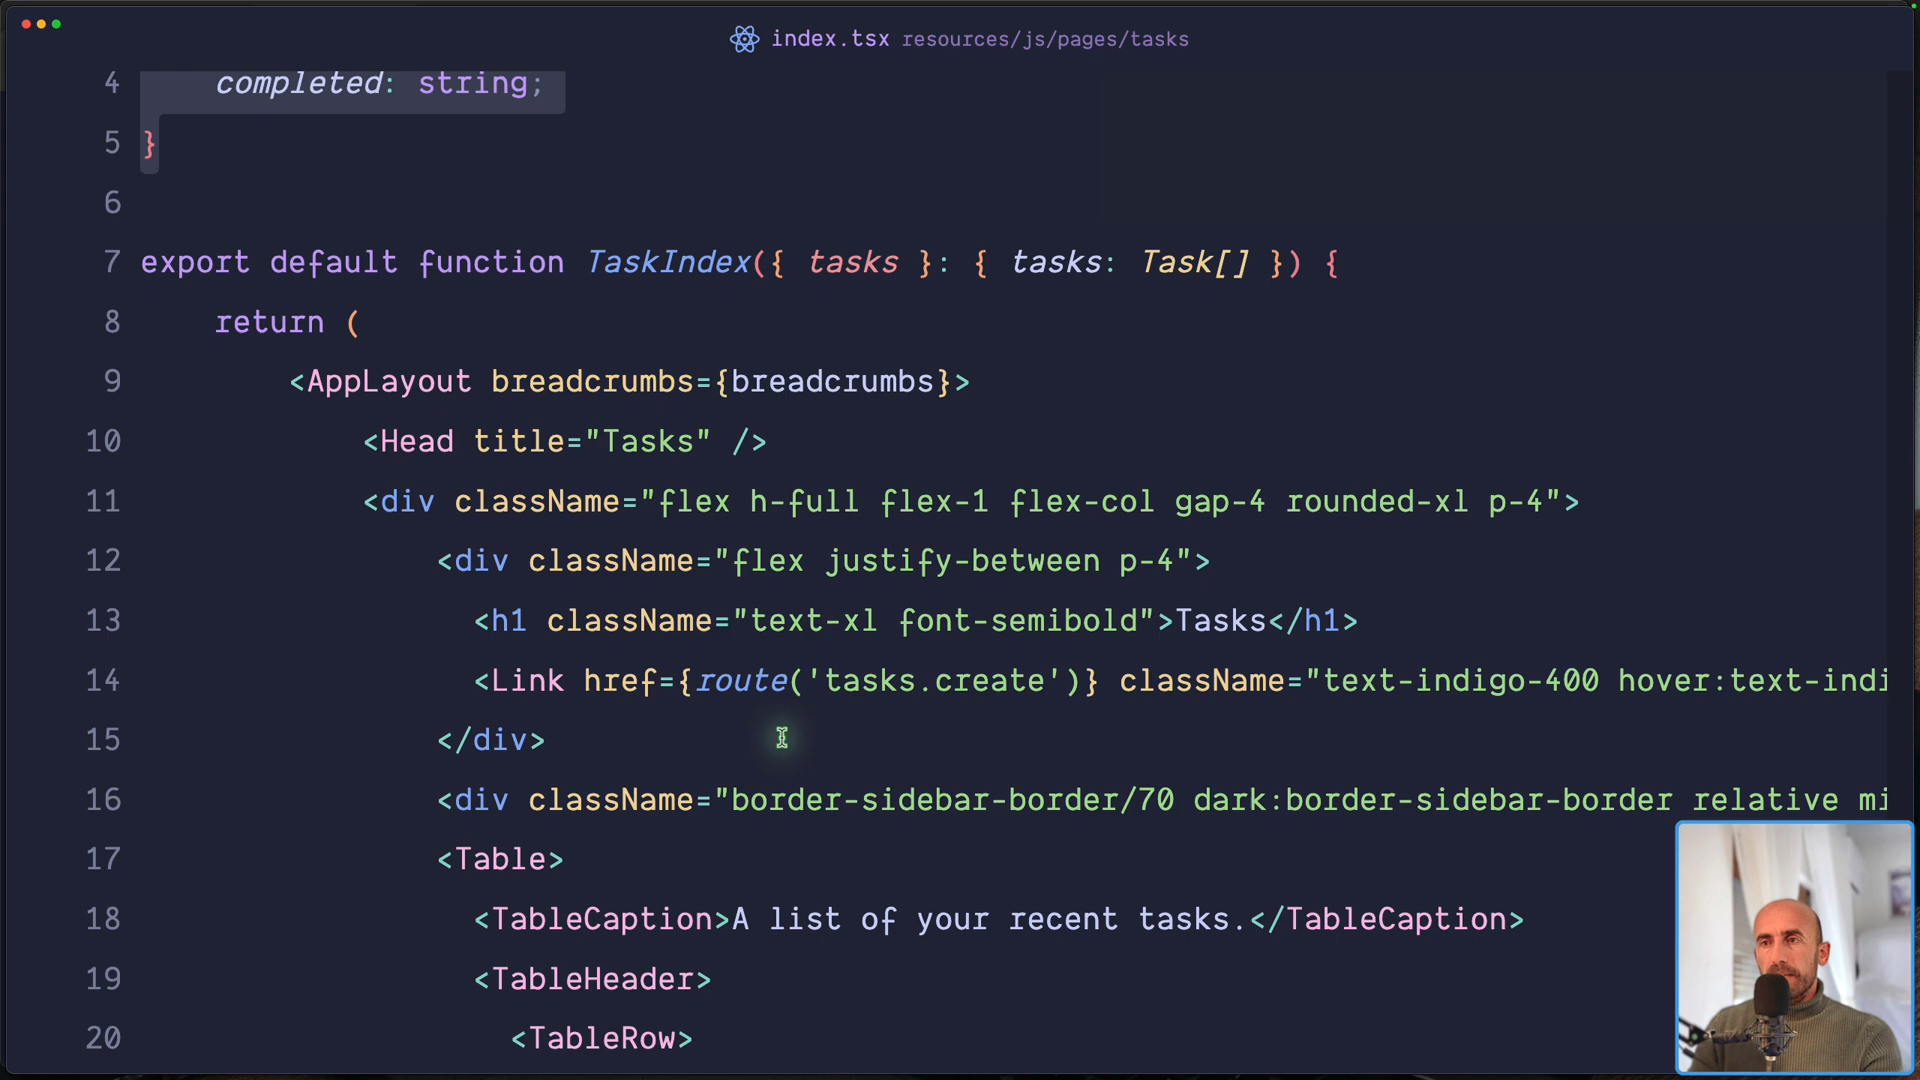 index.tsx resources/js/pages/tasks
4 completed: string;
5 }
6
7 export default function TaskIndex({ tasks }: { tasks: Task[] }) {
8 return (
9 <AppLayout breadcrumbs={breadcrumbs}>
10 <Head title="Tasks" />
11 <div className="flex h-full flex-1 flex-col gap-4 rounded-xl p-4">
12 <div className="flex justify-between p-4">
13 <h1 className="text-xl font-semibold">Tasks</h1>
14 <Link href={route('tasks.create')} className="text-indigo-400 hover:text-indi
15 </div>
16 <div className="border-sidebar-border/70 dark:border-sidebar-border relative mi
17 <Table>
18 <TableCaption>A list of your recent tasks.</TableCaption>
19 <TableHeader>
20 <TableRow>